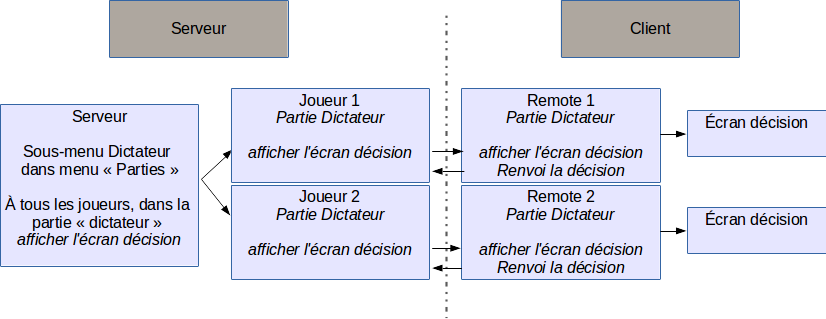 Serveur
Client
Serveur
Sous-menu Dictateur
dans menu « Parties »
À tous les joueurs, dans la
partie « dictateur »
afficher l'écran décision
Joueur 1
Partie Dictateur
afficher l'écran décision
Joueur 2
Partie Dictateur
afficher l'écran décision
Remote 1
Partie Dictateur
afficher l'écran décision
Renvoi la décision
Remote 2
Partie Dictateur
afficher l'écran décision
Renvoi la décision
Écran décision
Écran décision